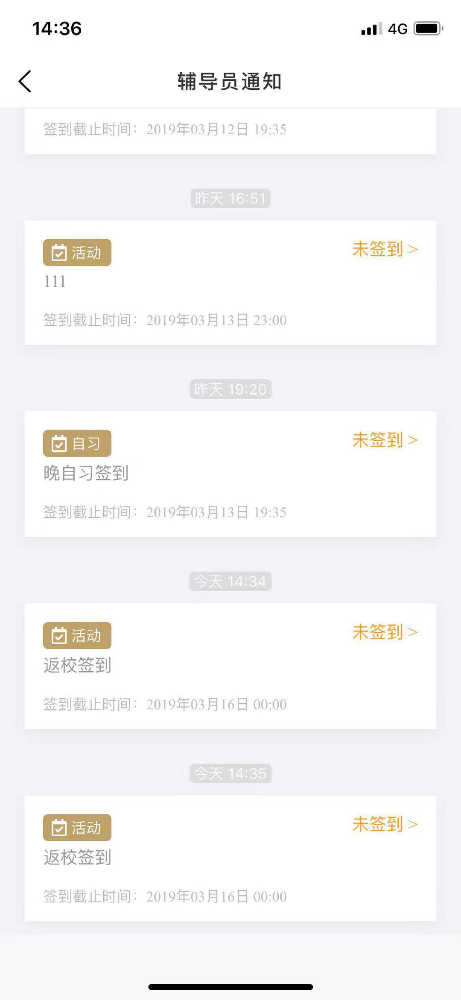 14:36
4G
辅导员通知
签到截止时间：2019年03月12日 19:35
昨天 16:51
活动
未签到 >
111
签到截止时间：2019年03月13日 23:00
昨天 19:20
自习
未签到 >
晚自习签到
签到截止时间：2019年03月13日 19:35
今天 14:34
活动
未签到 >
返校签到
签到截止时间：2019年03月16日 00:00
今天 14:35
活动
未签到 >
返校签到
签到截止时间：2019年03月16日 00:00